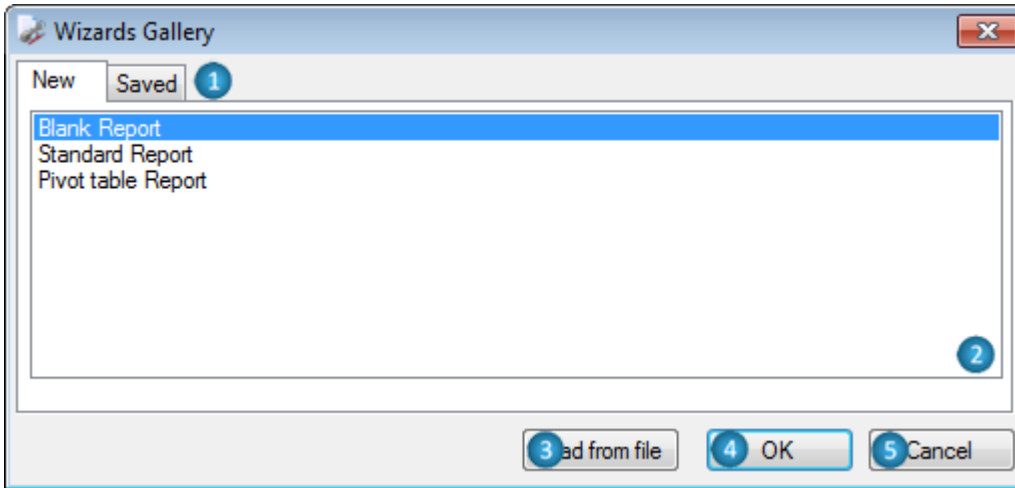 Wizards Gallery
New Saved 1
Blank Report
Standard Report
Pivot table Report
2
3 ad from file 4 OK 5 Cancel